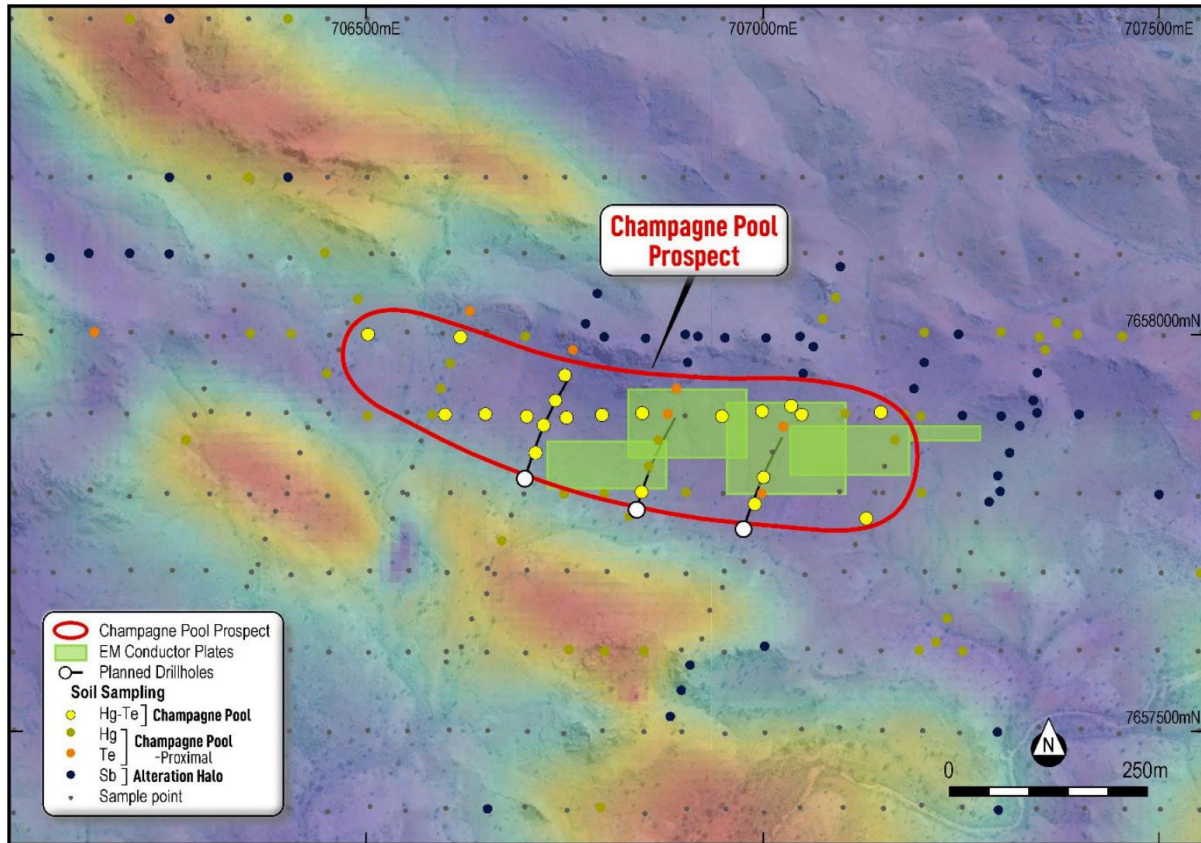 706500mE
707000mE
707500mE
Champagne Pool
Prospect
7658000mN
7657500mN
Champagne Pool Prospect
EM Conductor Plates
Planned Drillholes
Soil Sampling
Hg-Te ] Champagne Pool
Hg
Te ] Champagne Pool
-Proximal
Sb ] Alteration Halo
Sample point
N
0 250m